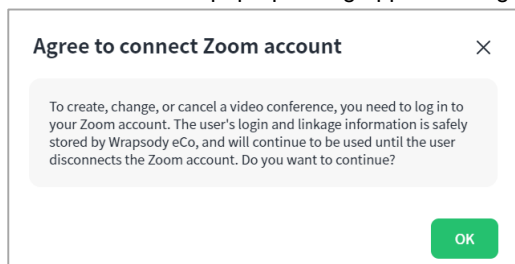 Agree to connect Zoom account
To create, change, or cancel a video conference, you need to log in to
your Zoom account. The user's login and linkage information is safely
stored by Wrapsody eCo, and will continue to be used until the user
disconnects the Zoom account. Do you want to continue?
OK